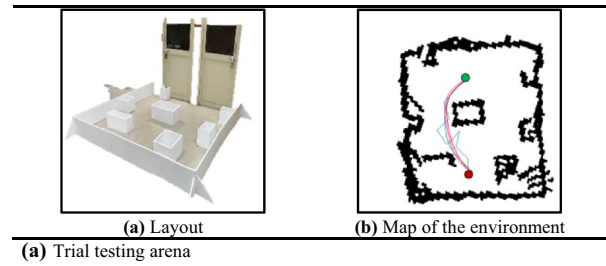 (a) Layout
(b) Map of the environment
(a) Trial testing arena